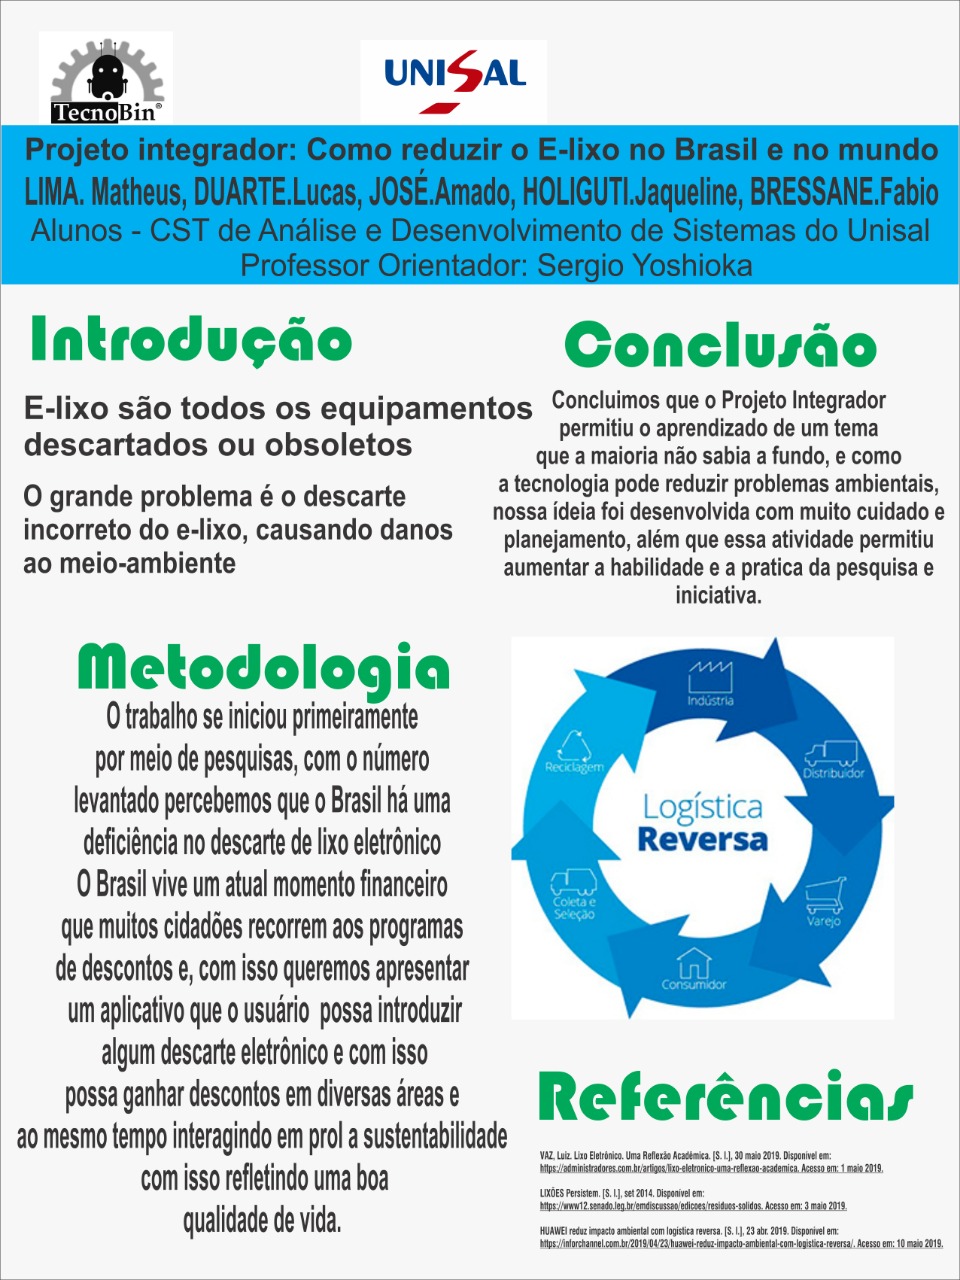 TecnoBin®
UNISAL
Projeto integrador: Como reduzir o E-lixo no Brasil e no mundo
LIMA. Matheus, DUARTE.Lucas, JOSÉ.Amado, HOLIGUTI.Jaqueline, BRESSANE.Fabio
Alunos - CST de Análise e Desenvolvimento de Sistemas do Unisal
Professor Orientador: Sergio Yoshioka
Introdução
E-lixo são todos os equipamentos
descartados ou obsoletos
O grande problema é o descarte
incorreto do e-lixo, causando danos
ao meio-ambiente
Metodologia
O trabalho se iniciou primeiramente
por meio de pesquisas, com o número
levantado percebemos que o Brasil há uma
deficiência no descarte de lixo eletrônico
O Brasil vive um atual momento financeiro
que muitos cidadões recorrem aos programas
de descontos e, com isso queremos apresentar
um aplicativo que o usuário  possa introduzir
algum descarte eletrônico e com isso
possa ganhar descontos em diversas áreas e
ao mesmo tempo interagindo em prol a sustentabilidade
com isso refletindo uma boa
qualidade de vida.
Conclusão
Concluimos que o Projeto Integrador
permitiu o aprendizado de um tema
que a maioria não sabia a fundo, e como
a tecnologia pode reduzir problemas ambientais,
nossa ídeia foi desenvolvida com muito cuidado e
planejamento, além que essa atividade permitiu
aumentar a habilidade e a pratica da pesquisa e
iniciativa.
Indústria
Distribuidor
Varejo
Consumidor
Coleta e
Seleção
Reciclagem
Logística
Reversa
Referências
VAZ, Luiz. Lixo Eletrónico. Uma Reflexão Académica. [S. l.], 30 maio 2019. Disponível em:
https://administradores.com.br/artigos/lixo-eletronico-uma-reflexao-academica. Acesso em: 1 maio 2019.
LIXÕES Persistem. [S. l.], set 2014. Disponível em:
https://www12.senado.leg.br/emdiscussao/edicoes/residuos-solidos. Acesso em: 3 maio 2019.
HUAWEI reduz impacto ambiental com logística reversa. [S. l.], 23 abr. 2019. Disponível em:
https://inforchannel.com.br/2019/04/23/huawei-reduz-impacto-ambiental-com-logistica-reversa/. Acesso em: 10 maio 2019.